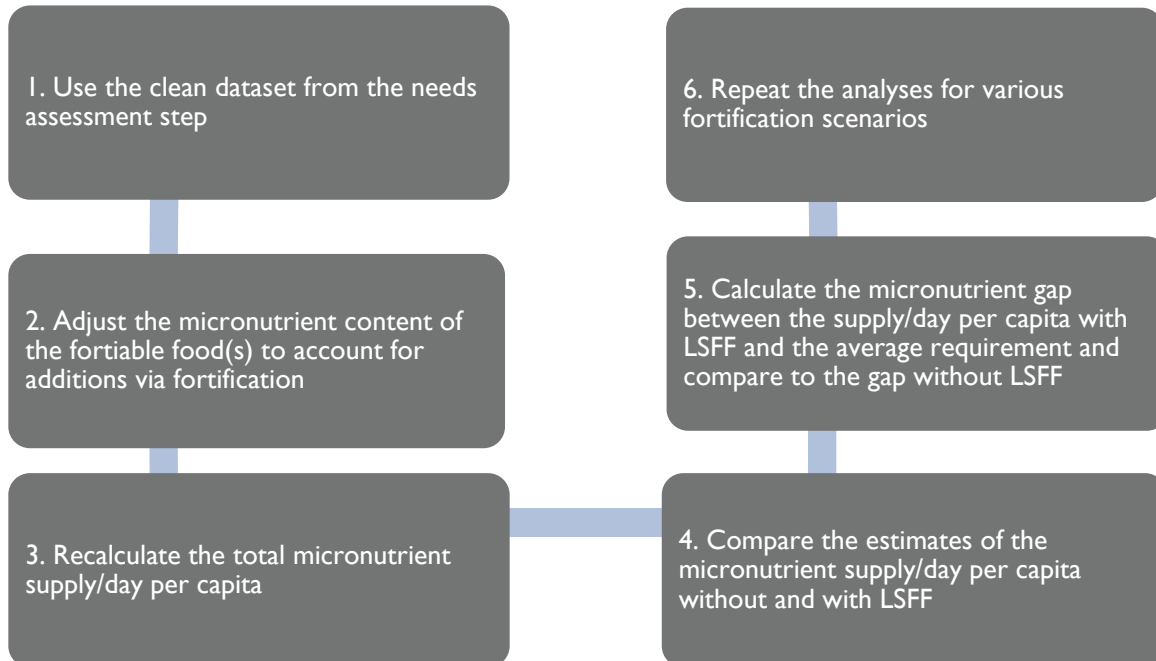 1. Use the clean dataset from the needs
assessment step
2. Adjust the micronutrient content of
the fortiable food(s) to account for
additions via fortification
3. Recalculate the total micronutrient
supply/day per capita
4. Compare the estimates of the
micronutrient supply/day per capita
without and with LSFF
5. Calculate the micronutrient gap
between the supply/day per capita with
LSFF and the average requirement and
compare to the gap without LSFF
6. Repeat the analyses for various
fortification scenarios